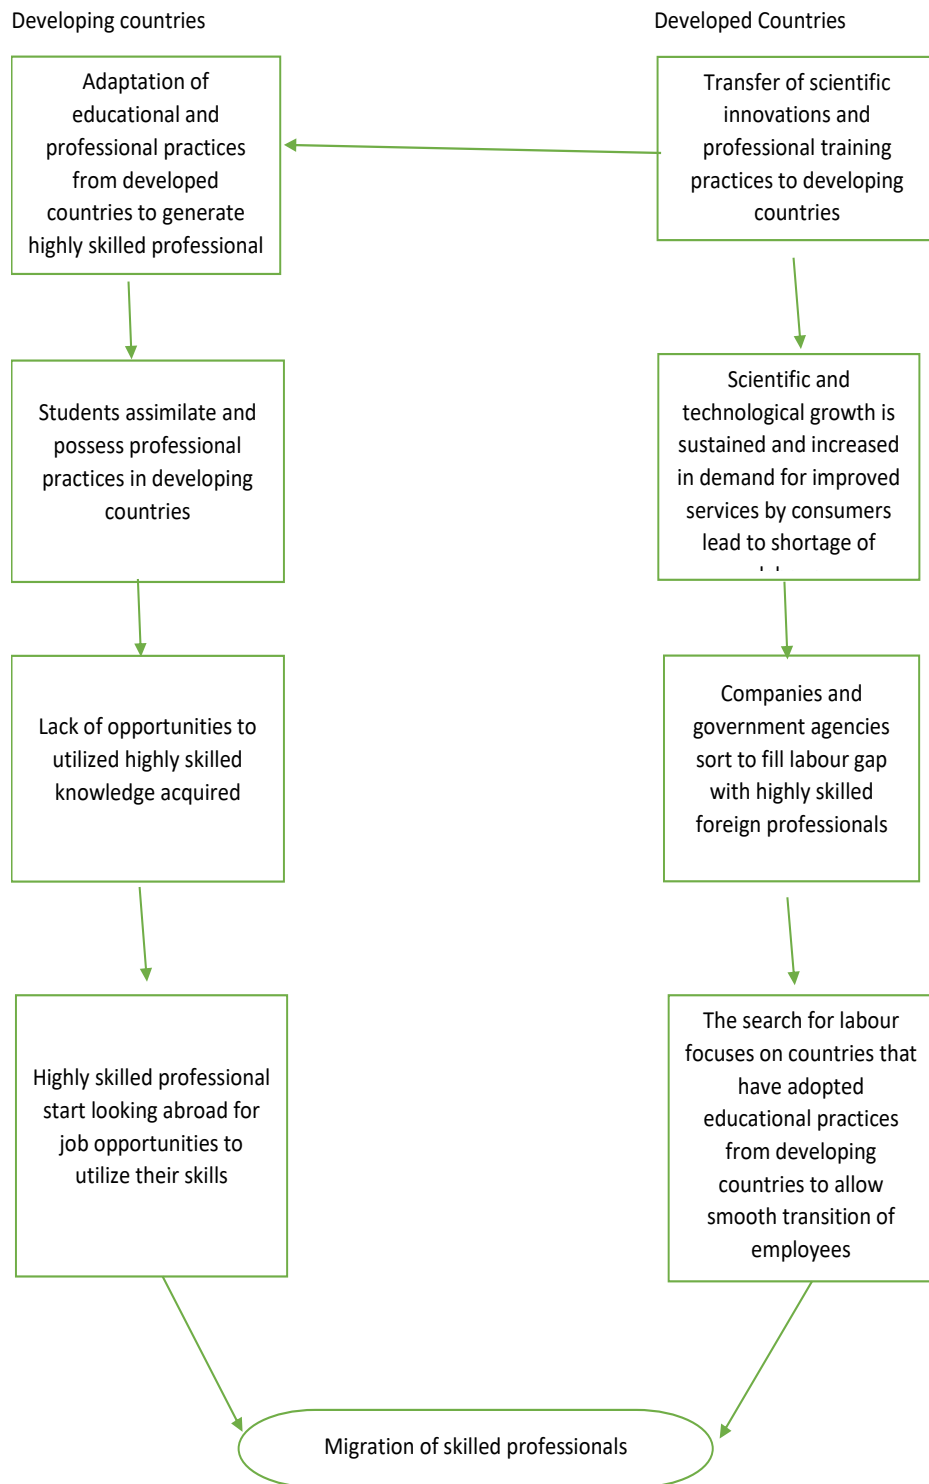 Developing countries
Developed Countries
Adaptation of
educational and
professional practices
from developed
countries to generate
highly skilled professional
Transfer of scientific
innovations and
professional training
practices to developing
countries
Students assimilate and
possess professional
practices in developing
countries
Scientific and
technological growth is
sustained and increased
in demand for improved
services by consumers
lead to shortage of
Lack of opportunities to
utilized highly skilled
knowledge acquired
Companies and
government agencies
sort to fill labour gap
with highly skilled
foreign professionals
Highly skilled professional
start looking abroad for
job opportunities to
utilize their skills
The search for labour
focuses on countries that
have adopted
educational practices
from developing
countries to allow
smooth transition of
employees
Migration of skilled professionals